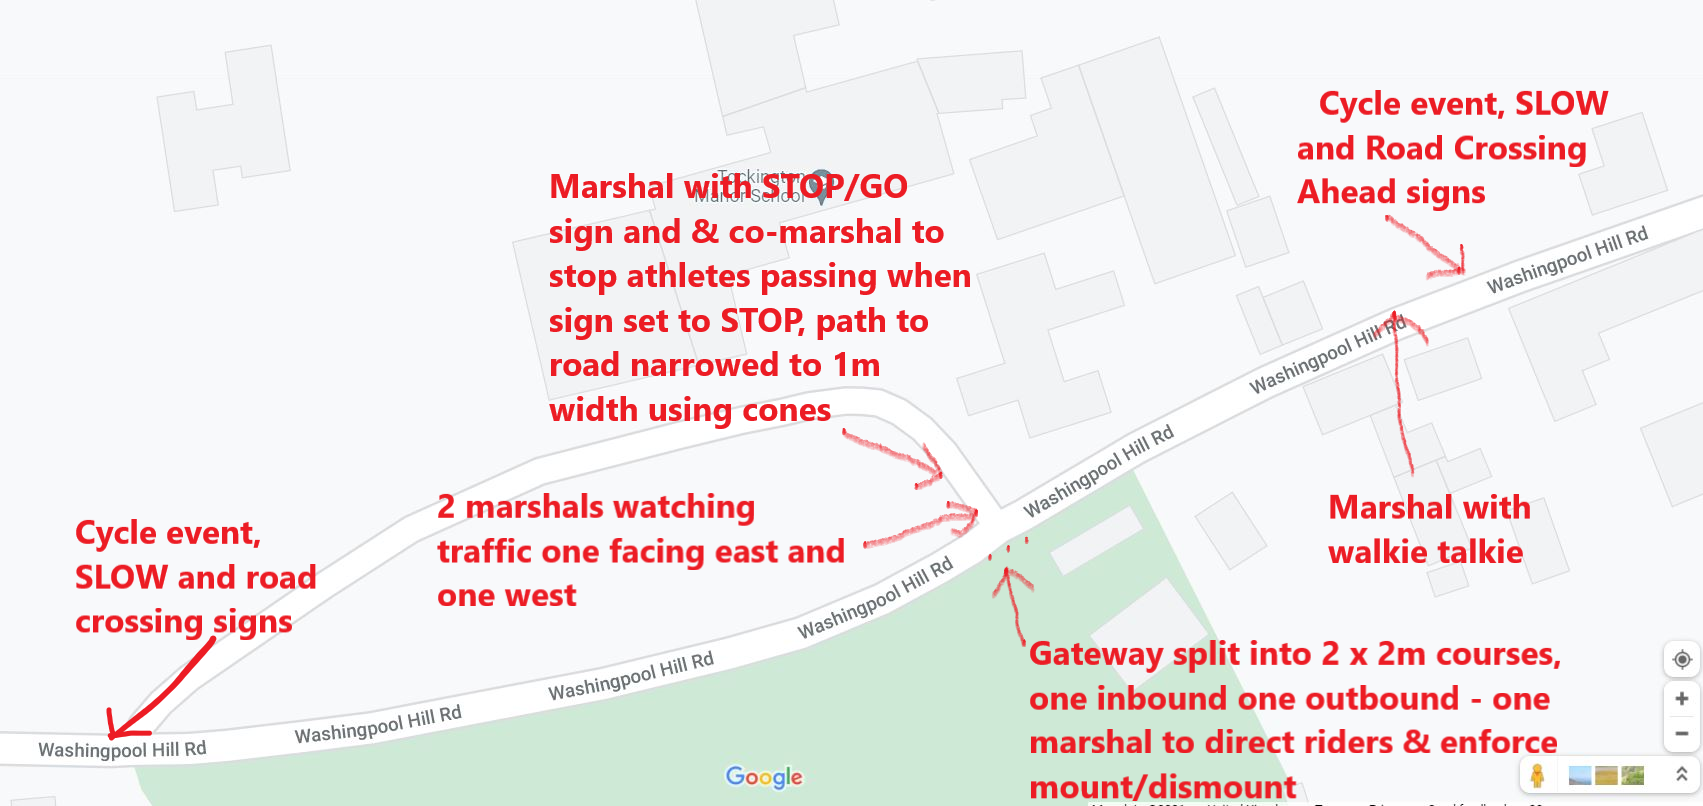 Cycle event, SLOW
and Road Crossing
Ahead signs
Tockington
Manor School
Marshal with STOP/GO
sign and & co-marshal to
stop athletes passing when
sign set to STOP, path to
road narrowed to 1m
width using cones
Washingpool Hill Rd
Washingpool Hill Rd
Washingpool Hill Rd
2 marshals watching
traffic one facing east and
one west
Marshal with
walkie talkie
Cycle event,
SLOW and road
crossing signs
Washingpool Hill Rd
Washingpool Hill Rd
Washingpool Hill Rd
Washingpool Hill Rd
Gateway split into 2 x 2m courses,
one inbound one outbound - one
marshal to direct riders & enforce
mount/dismount
Google